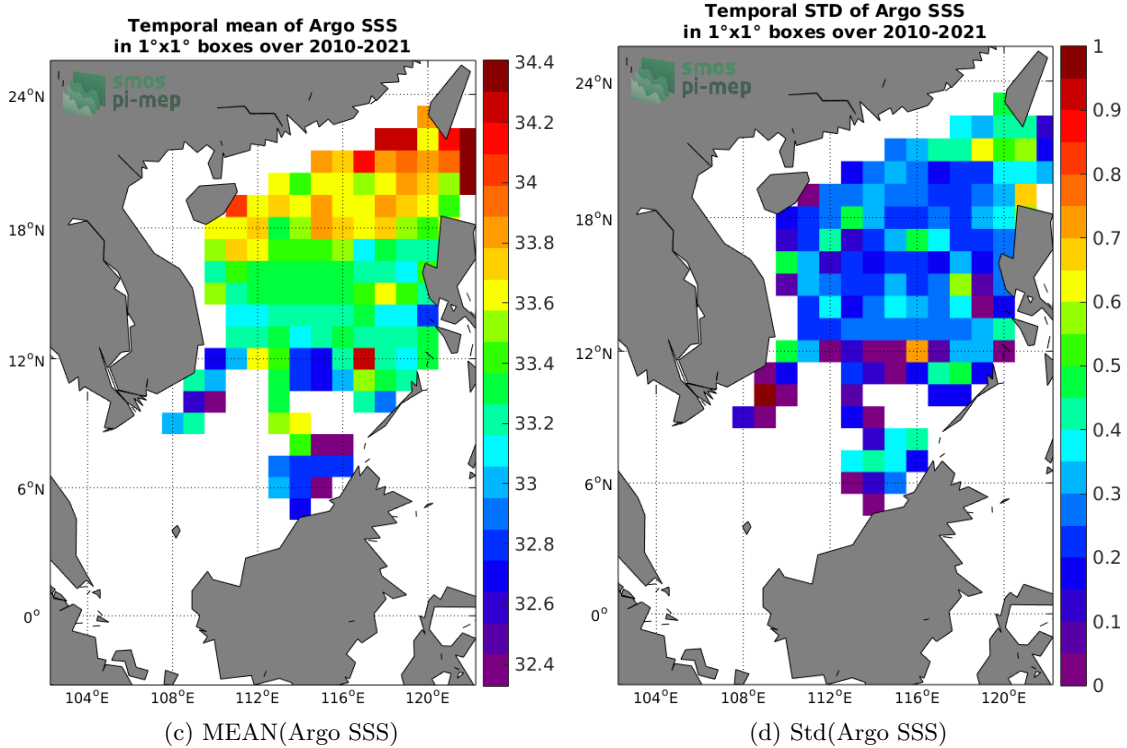 Temporal mean of Argo SSS
in 1°x1° boxes over 2010-2021
smos
pi-mep
24°N
18°N
12°N
6°N
0°
104°E
108°E
112°E
116°E
120°E
34.4
34.2
34
33.8
33.6
33.4
33.2
33
32.8
32.6
32.4
(c) MEAN(Argo SSS)
Temporal STD of Argo SSS
in 1°x1° boxes over 2010-2021
smos
pi-mep
24°N
18°N
12°N
6°N
0°
104°E
108°E
112°E
116°E
120°E
1
0.9
0.8
0.7
0.6
0.5
0.4
0.3
0.2
0.1
0
(d) Std(Argo SSS)